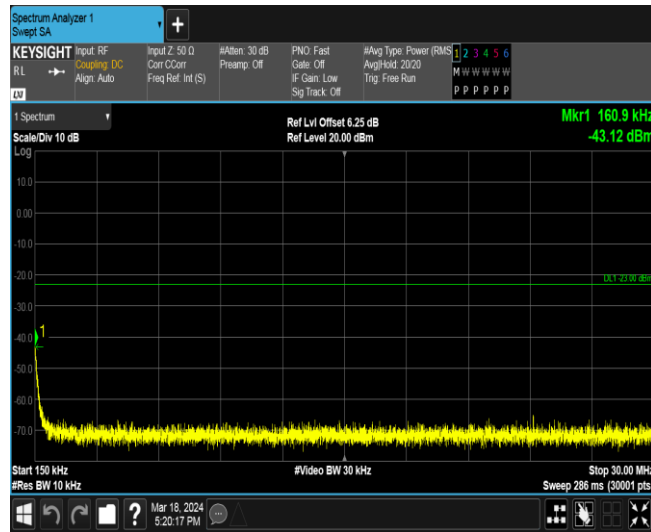 Spectrum Analyzer 1
Swept SA
+
KEYSIGHT
RL
LXI
Input: RF
Coupling: DC
Align: Auto
Input Z: 50 Ω
Corr CCorr
Freq Ref: Int (S)
#Atten: 30 dB
Preamp: Off
PNO: Fast
Gate: Off
IF Gain: Low
Sig Track: Off
#Avg Type: Power (RMS
Avg|Hold: 20/20
Trig: Free Run
1 2 3 4 5 6
M W W W W W
P P P P P P
1 Spectrum
Scale/Div 10 dB
Log
Ref Lvl Offset 6.25 dB
Ref Level 20.00 dBm
Mkr1 160.9 kHz
-43.12 dBm
10.0
0.00
-10.0
-20.0
DL1 -23.00 dBm
-30.0
1
-40.0
-50.0
-60.0
-70.0
Start 150 kHz
#Video BW 30 kHz
Stop 30.00 MHz
#Res BW 10 kHz
Sweep 286 ms (30001 pts)
?
Mar 18, 2024
5:20:17 PM